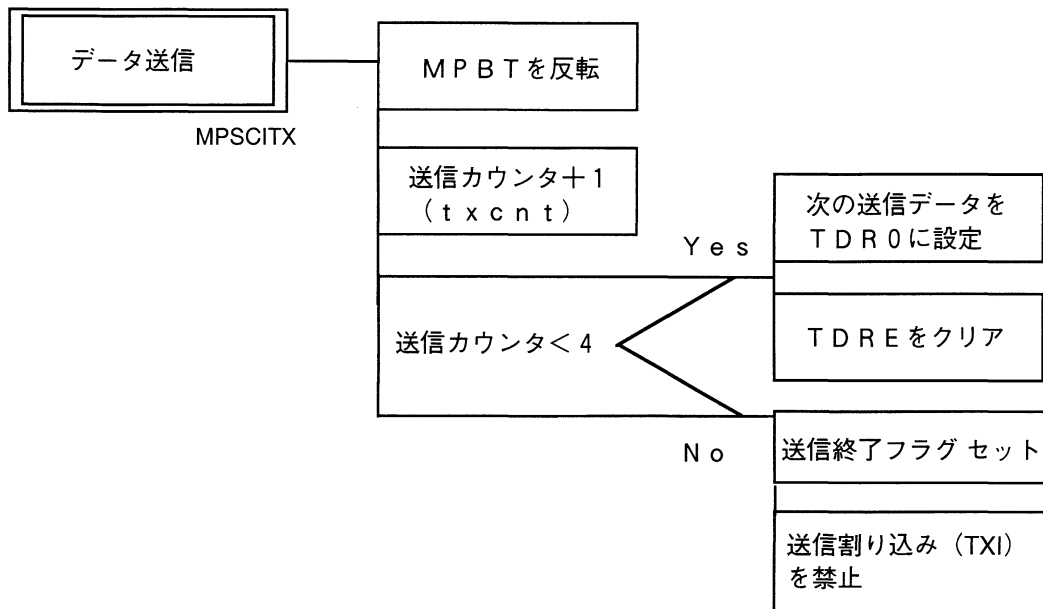 データ送信
MPSCITX
MPBTを反転
送信カウンタ+1
(txcnt)
送信カウンタ<4
Yes
次の送信データを
TDR0に設定
TDREをクリア
No
送信終了フラグ セット
送信割り込み (TXI)
を禁止